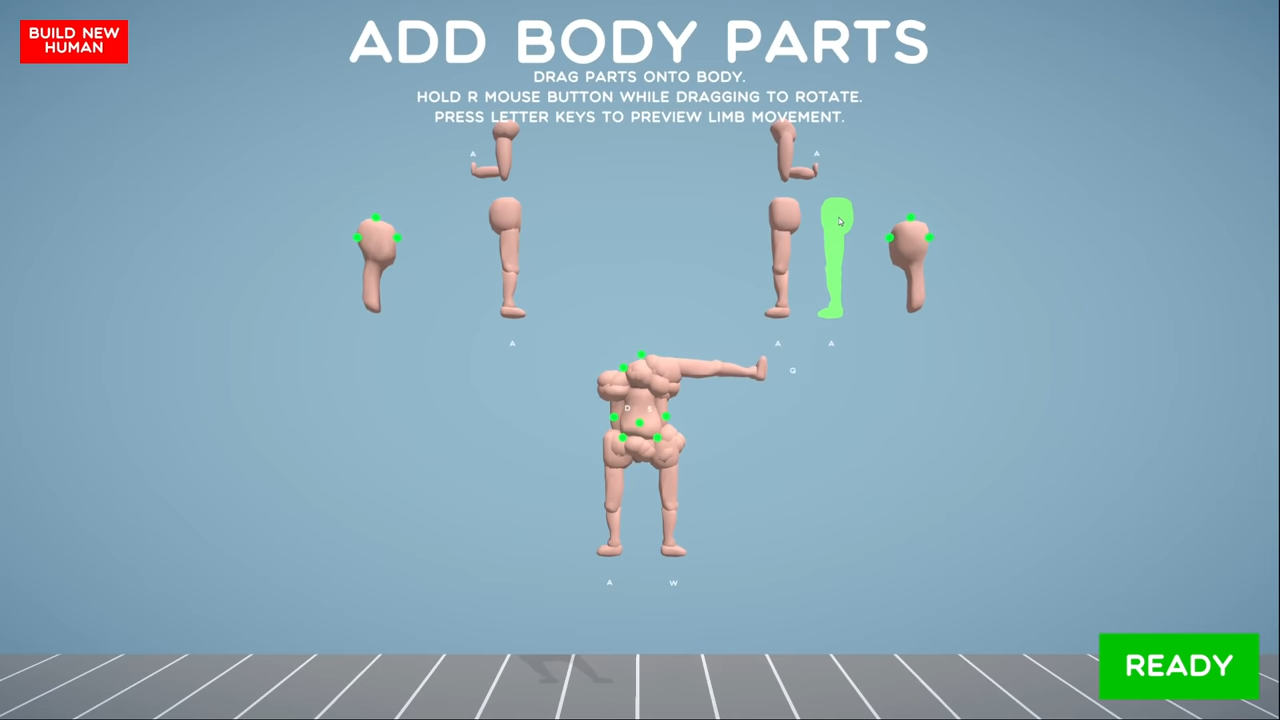 BUILD NEW
HUMAN
ADD BODY PARTS
DRAG PARTS ONTO BODY.
HOLD R MOUSE BUTTON WHILE DRAGGING TO ROTATE.
PRESS LETTER KEYS TO PREVIEW LIMB MOVEMENT.
A
A
A
A
A
Q
D
A
W
READY